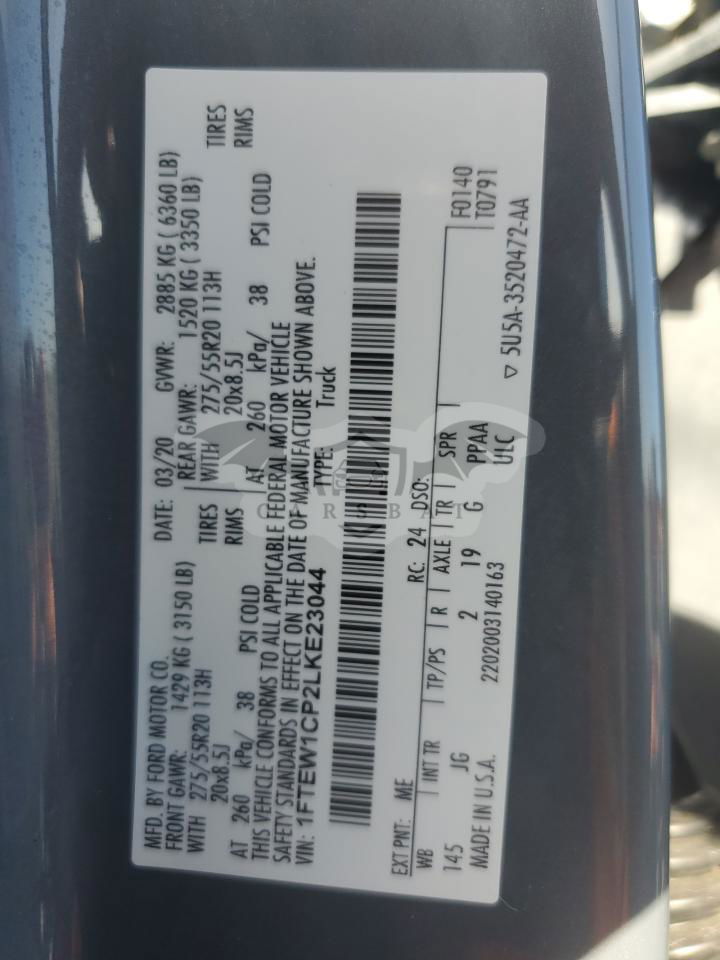 MFD. BY FORD MOTOR CO.
DATE: 03/20 GVWR: 2885 KG ( 6360 LB)
FRONT GAWR: 1429 KG ( 3150 LB)
REAR GAWR: 1520 KG ( 3350 LB)
WITH 275/55R20 113H TIRES
WITH 275/55R20 113H TIRES
20x8.5J RIMS
20x8.5J RIMS
AT 260 kPa/ 38 PSI COLD
AT 260 kPa/ 38 PSI COLD
THIS VEHICLE CONFORMS TO ALL APPLICABLE FEDERAL MOTOR VEHICLE
SAFETY STANDARDS IN EFFECT ON THE DATE OF MANUFACTURE SHOWN ABOVE.
VIN: 1FTEW1CP2LKE23044 TYPE: Truck
EXT PNT: ME RC: 24 DSO: F0140
WB INT TR TP/PS R AXLE TR SPR T0791
145 JG 2 19 G PPAA
MADE IN U.S.A. 2202003140163 ULC ▽ 5U5A-3520472-AA